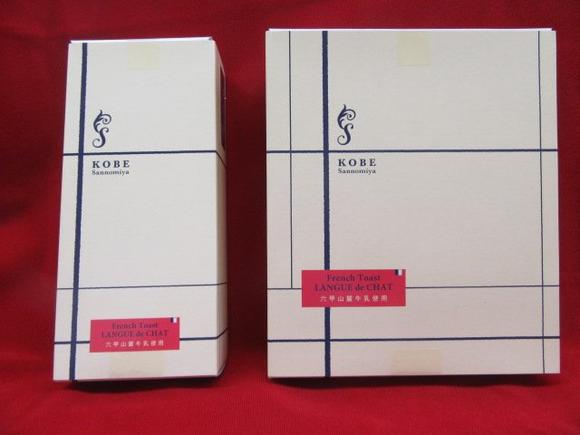 KOBE
Sannomiya
French Toast
LANGUE de CHAT
六甲山麓牛乳使用
KOBE
Sannomiya
French Toast
LANGUE de CHAT
六甲山麓牛乳使用